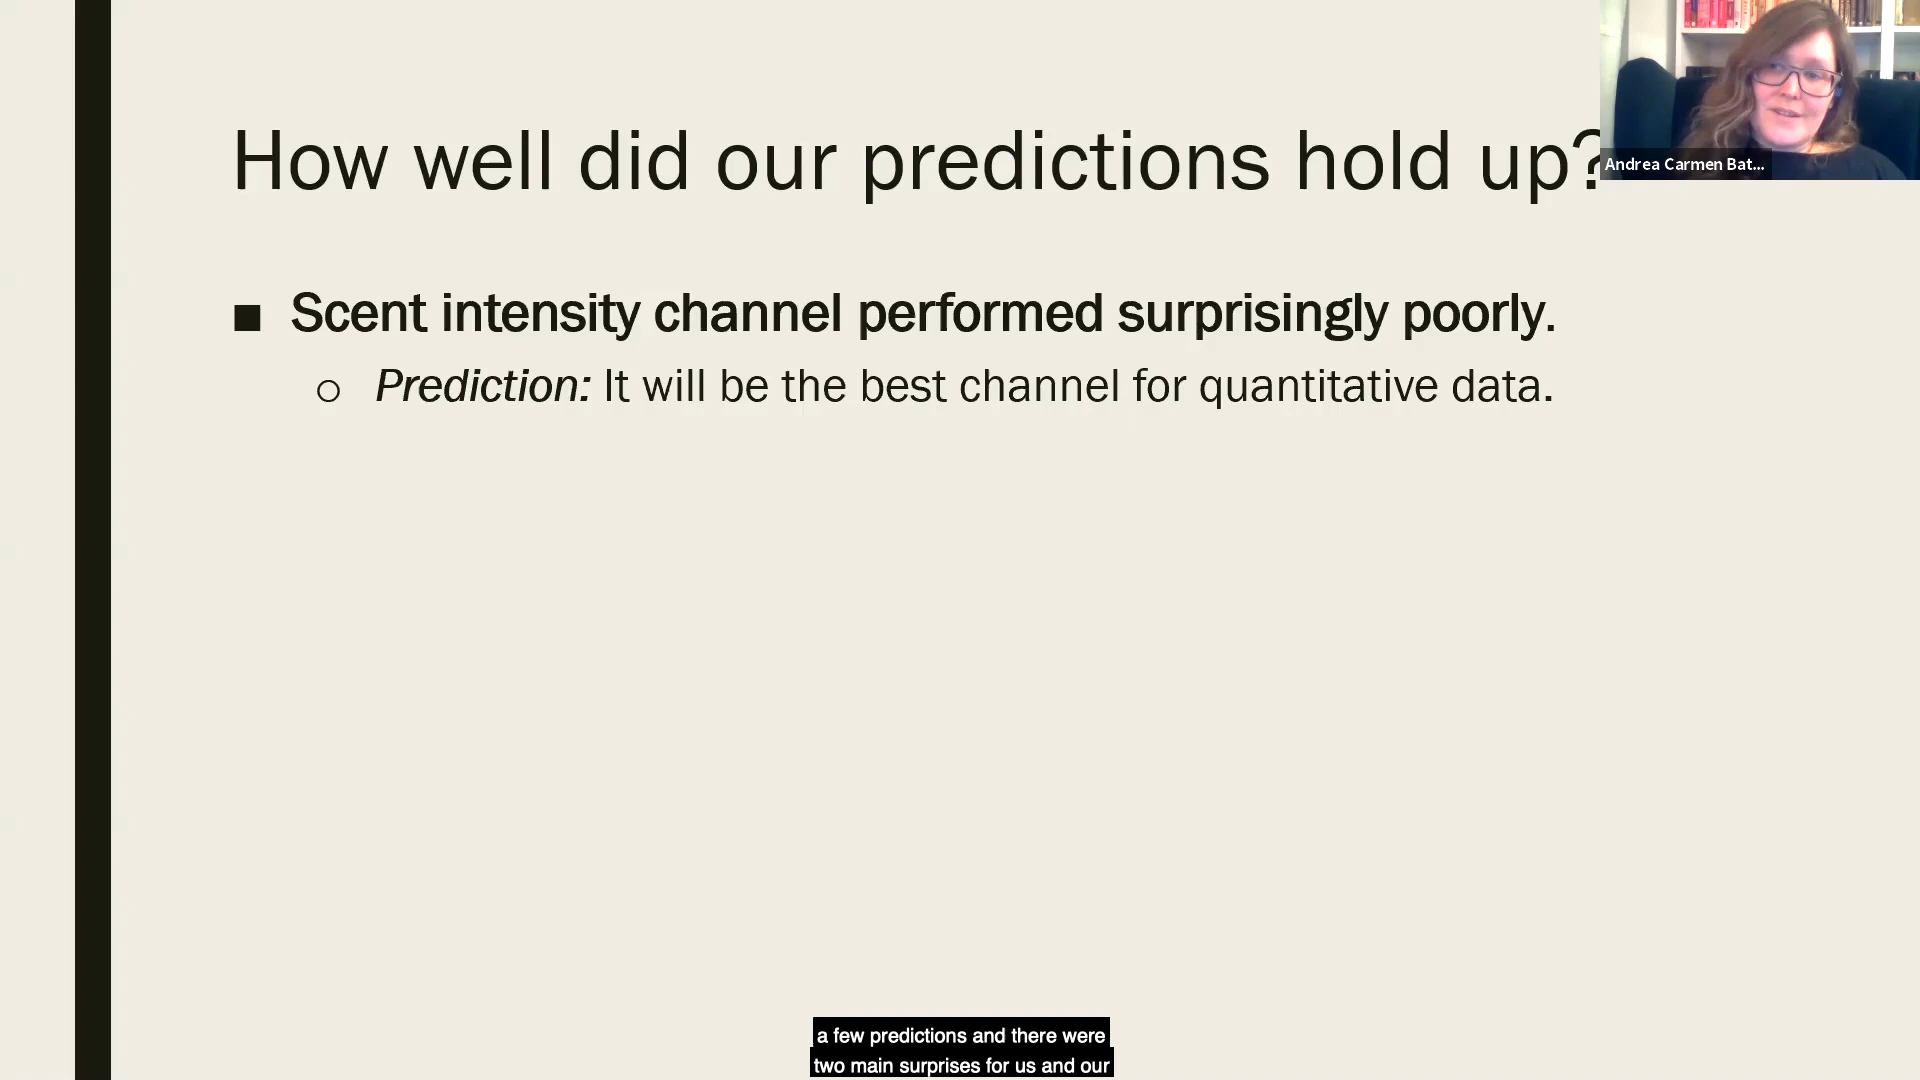 How well did our predictions hold up?
Andrea Carmen Bat...
■ Scent intensity channel performed surprisingly poorly.
○ Prediction: It will be the best channel for quantitative data.
a few predictions and there were
two main surprises for us and our